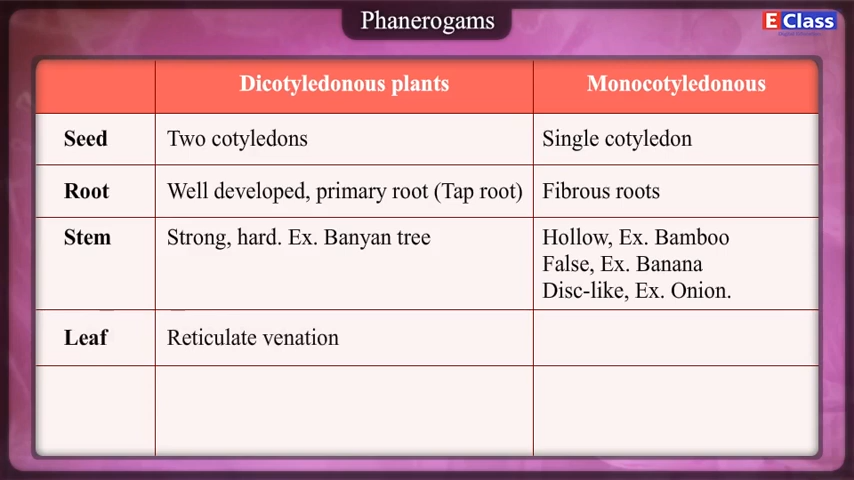 Phanerogams
E Class
Dicotyledonous plants Monocotyledonous
Seed Two cotyledons Single cotyledon
Root Well developed, primary root (Tap root) Fibrous roots
Stem Strong, hard. Ex. Banyan tree Hollow, Ex. Bamboo
False, Ex. Banana
Disc-like, Ex. Onion.
Leaf Reticulate venation